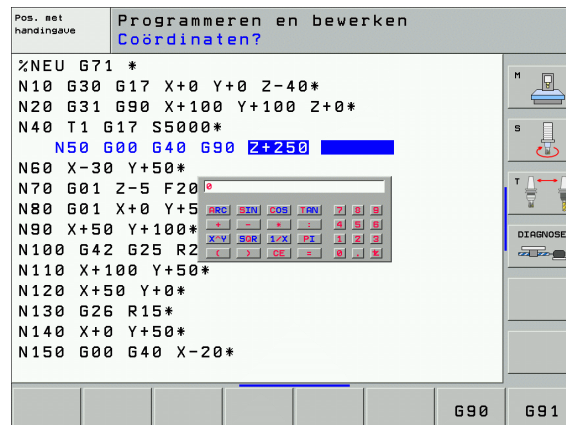 Pos. met
handingave
Programmeren en bewerken
Coördinaten?
%NEU G71 *
N10 G30 G17 X+0 Y+0 Z-40*
N20 G31 G90 X+100 Y+100 Z+0*
N40 T1 G17 S5000*
N50 G00 G40 G90 Z+250
N60 X-30 Y+50*
N70 G01 Z-5 F20
N80 G01 X+0 Y+5
N90 X+50 Y+100*
N100 G42 G25 R2
N110 X+100 Y+50*
N120 X+50 Y+0*
N130 G26 R15*
N140 X+0 Y+50*
N150 G00 G40 X-20*
0
ARC SIN COS TAN 7 8 9
+ - * : 4 5 6
X^Y SQR 1/X PI 1 2 3
( ) CE = 0 .
M
S
T
DIAGNOSE
G90 G91